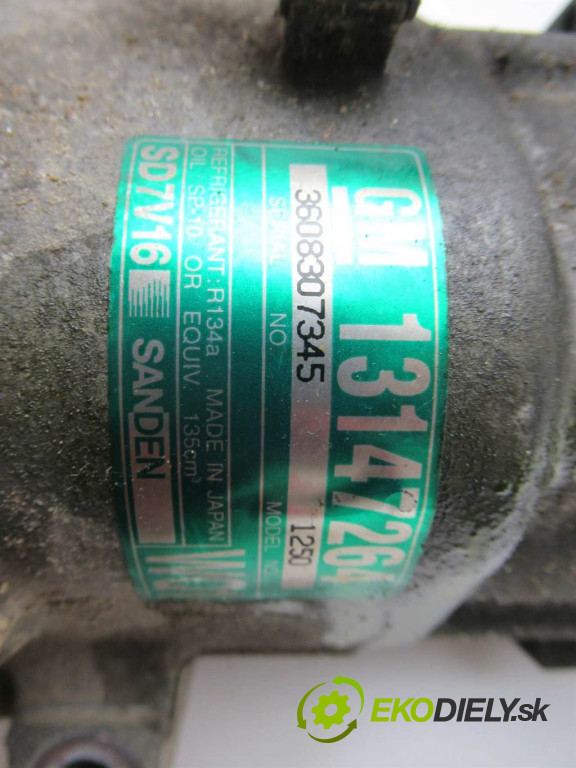 GM 13147264
3608307345 1250
SERIAL NO. MODEL
REFRIGERANT:R134a MADE IN JAPAN
OIL SP-10 OR EQUIV. 135cm³
SD7V16 SANDEN
EKODIELY.sk